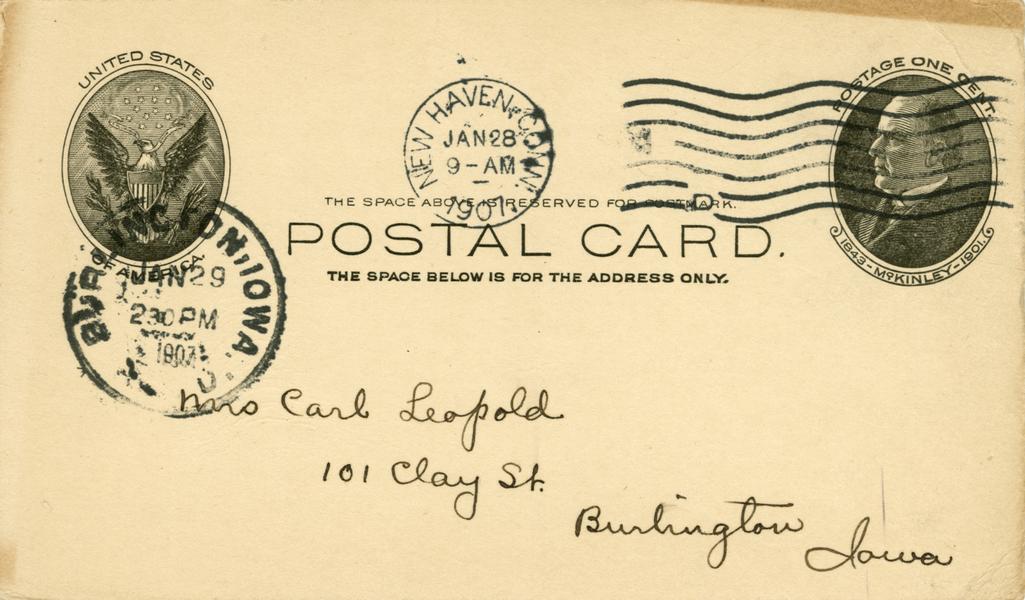 UNITED STATES
OF AMERICA
NEW HAVEN, CONN.
JAN 28
9-AM
1907.
D
POSTAGE ONE CENT.
1843-McKINLEY-1901.
THE SPACE ABOVE IS RESERVED FOR POSTMARK.
POSTAL CARD.
THE SPACE BELOW IS FOR THE ADDRESS ONLY.
BURLINGTON, IOWA.
JAN 29
230 PM
1907
Mrs Carl Leopold
101 Clay St.
Burlington
Iowa